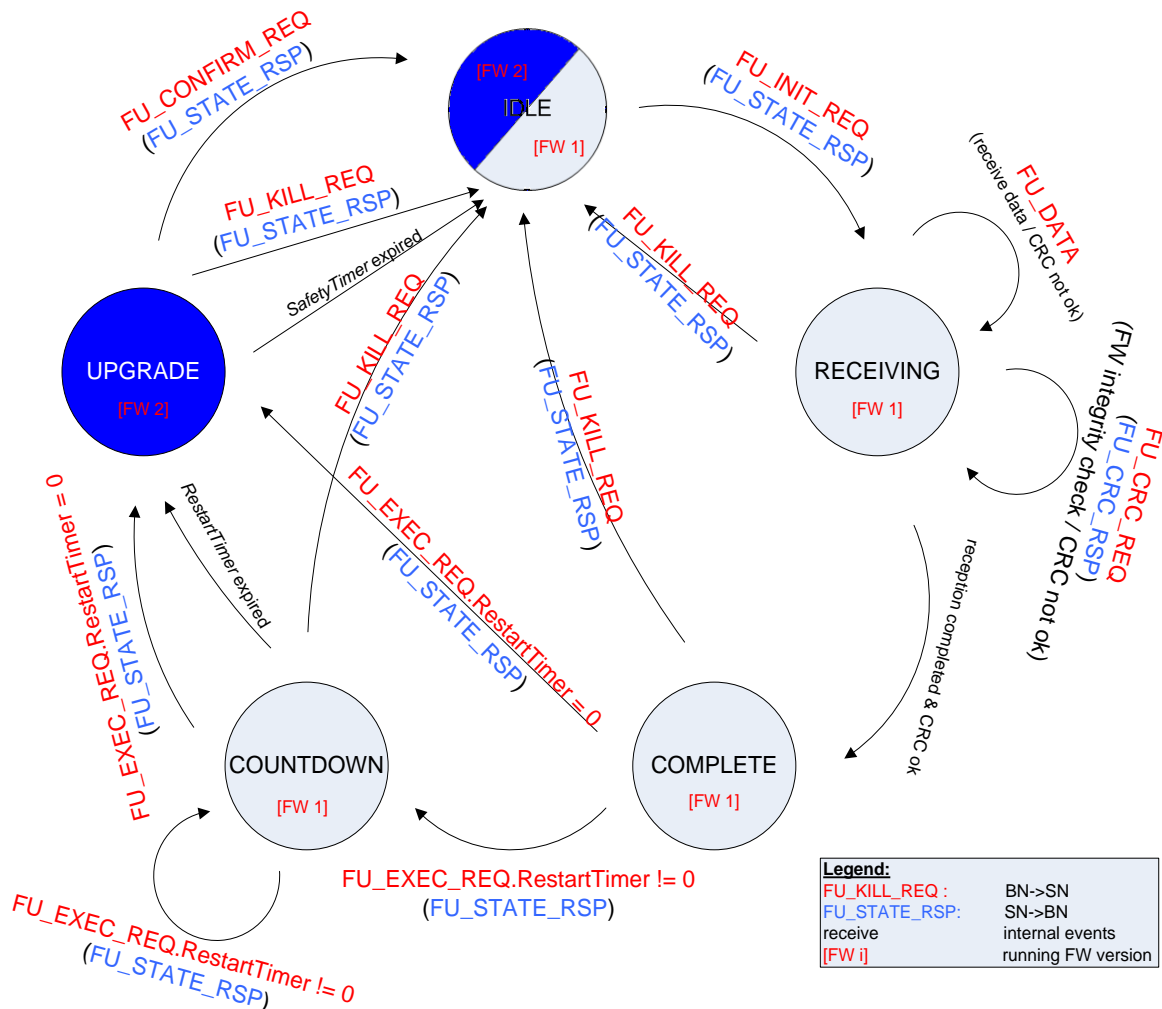 FU_CONFIRM_REQ
(FU_STATE_RSP)
[FW 2]
IDLE
[FW 1]
FU_INIT_REQ
(FU_STATE_RSP)
FU_DATA
(receive data / CRC not ok)
FU_KILL_REQ
(FU_STATE_RSP)
SafetyTimer expired
FU_KILL_REQ
(FU_STATE_RSP)
FU_KILL_REQ
(FU_STATE_RSP)
FU_KILL_REQ
(FU_STATE_RSP)
UPGRADE
[FW 2]
RECEIVING
[FW 1]
FU_CRC_REQ
(FU_CRC_RSP)
(FW integrity check / CRC not ok)
FU_EXEC_REQ.RestartTimer = 0
(FU_STATE_RSP)
RestartTimer expired
FU_EXEC_REQ.RestartTimer = 0
(FU_STATE_RSP)
reception completed & CRC ok
COUNTDOWN
[FW 1]
COMPLETE
[FW 1]
FU_EXEC_REQ.RestartTimer != 0
(FU_STATE_RSP)
FU_EXEC_REQ.RestartTimer != 0
(FU_STATE_RSP)
Legend:
FU_KILL_REQ : BN->SN
FU_STATE_RSP: SN->BN
receive internal events
[FW i] running FW version